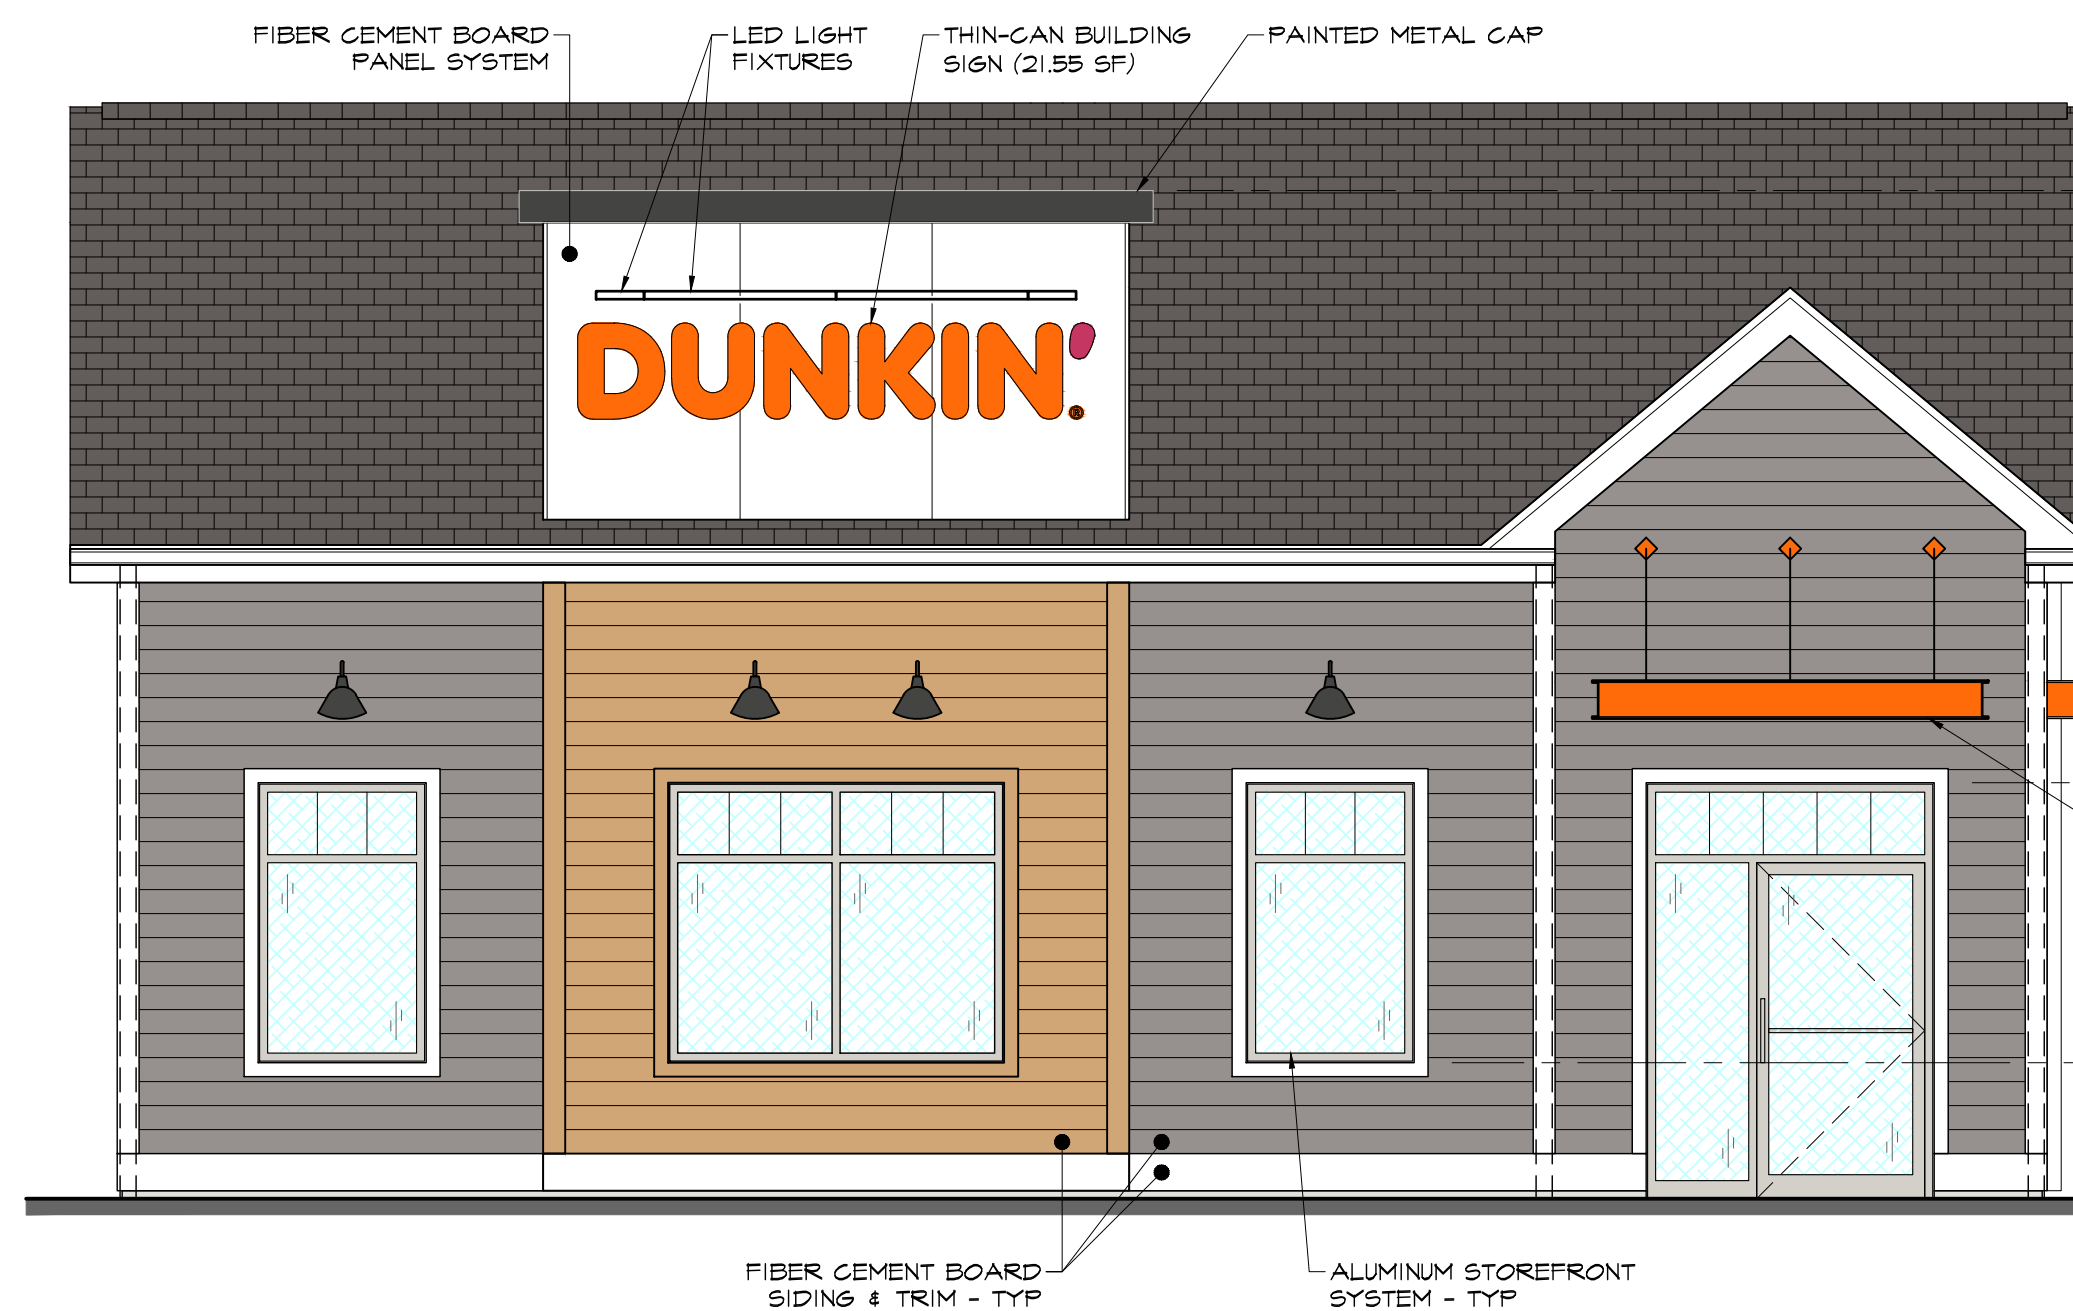 FIBER CEMENT BOARD
PANEL SYSTEM
LED LIGHT
FIXTURES
THIN-CAN BUILDING
SIGN (21.55 SF)
PAINTED METAL CAP
DUNKIN'®
FIBER CEMENT BOARD
SIDING & TRIM - TYP
ALUMINUM STOREFRONT
SYSTEM - TYP